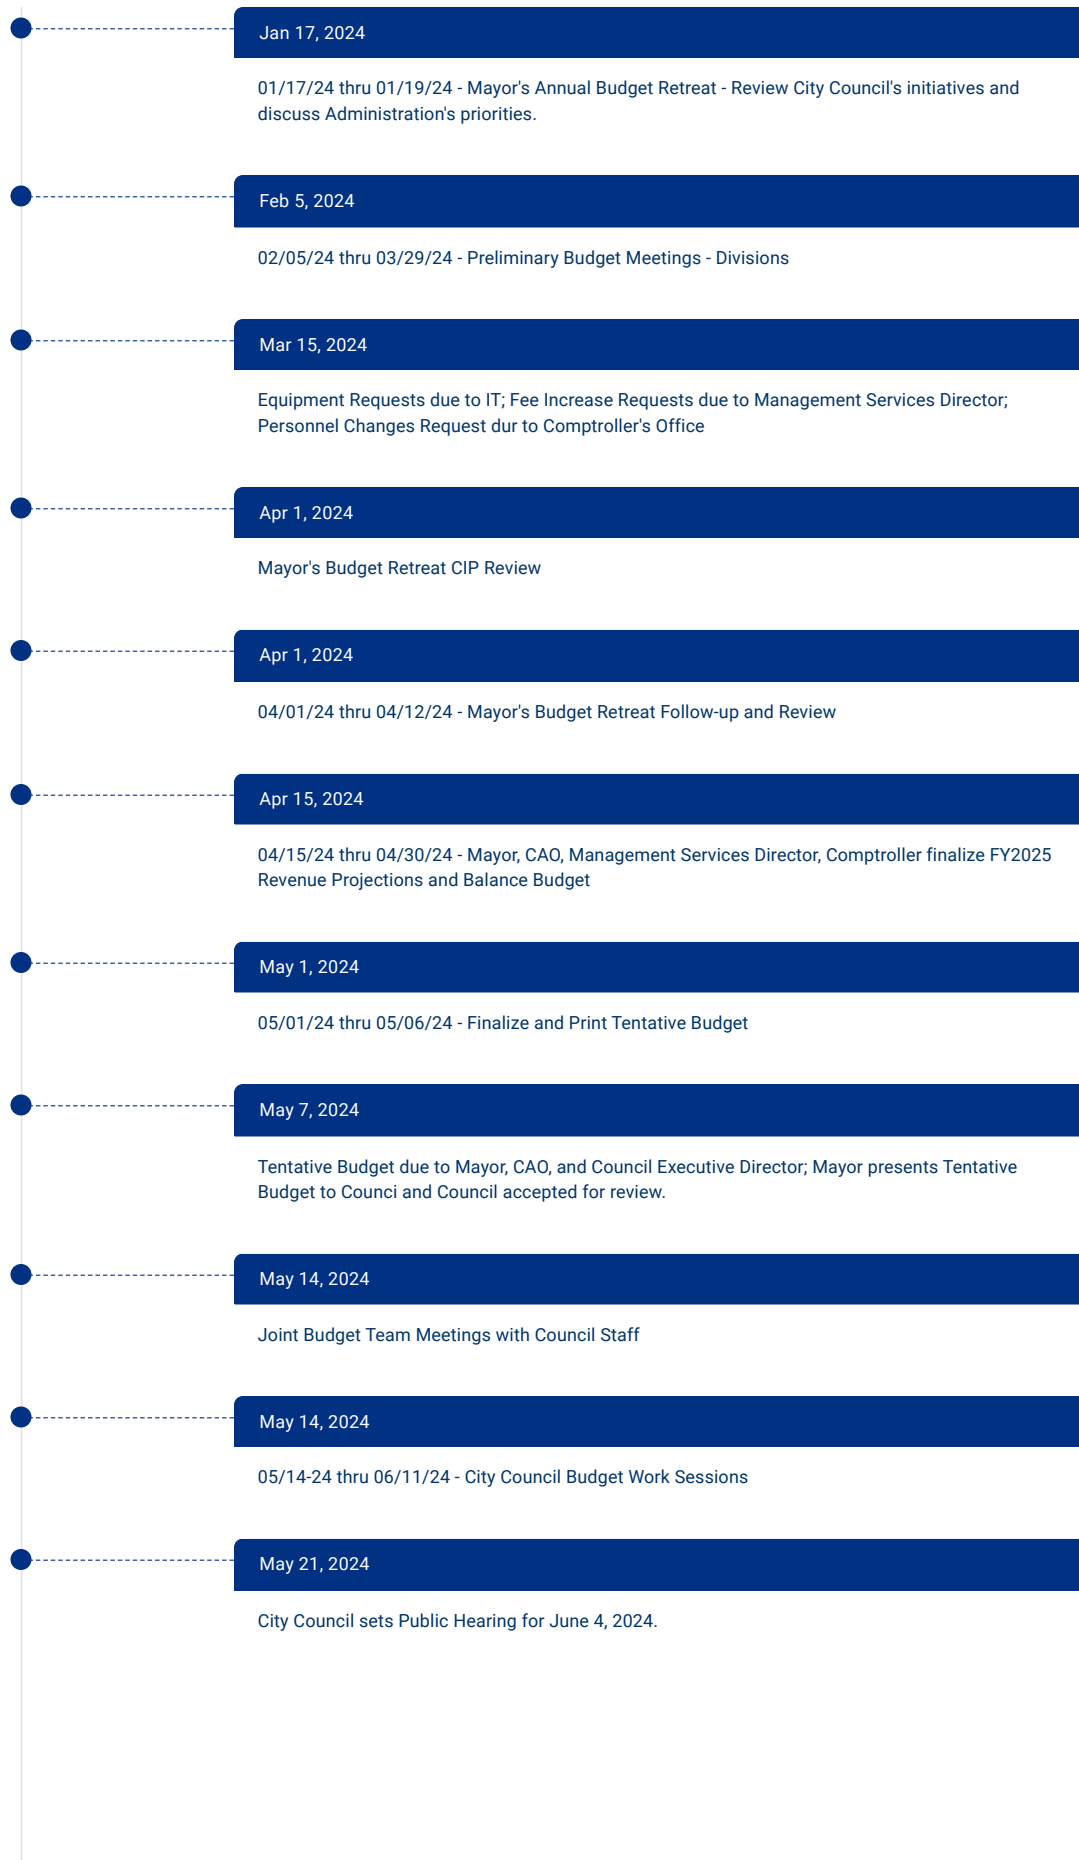 Jan 17, 2024
01/17/24 thru 01/19/24 - Mayor's Annual Budget Retreat - Review City Council's initiatives and
discuss Administration's priorities.
Feb 5, 2024
02/05/24 thru 03/29/24 - Preliminary Budget Meetings - Divisions
Mar 15, 2024
Equipment Requests due to IT; Fee Increase Requests due to Management Services Director;
Personnel Changes Request dur to Comptroller's Office
Apr 1, 2024
Mayor's Budget Retreat CIP Review
Apr 1, 2024
04/01/24 thru 04/12/24 - Mayor's Budget Retreat Follow-up and Review
Apr 15, 2024
04/15/24 thru 04/30/24 - Mayor, CAO, Management Services Director, Comptroller finalize FY2025
Revenue Projections and Balance Budget
May 1, 2024
05/01/24 thru 05/06/24 - Finalize and Print Tentative Budget
May 7, 2024
Tentative Budget due to Mayor, CAO, and Council Executive Director; Mayor presents Tentative
Budget to Counci and Council accepted for review.
May 14, 2024
Joint Budget Team Meetings with Council Staff
May 14, 2024
05/14-24 thru 06/11/24 - City Council Budget Work Sessions
May 21, 2024
City Council sets Public Hearing for June 4, 2024.